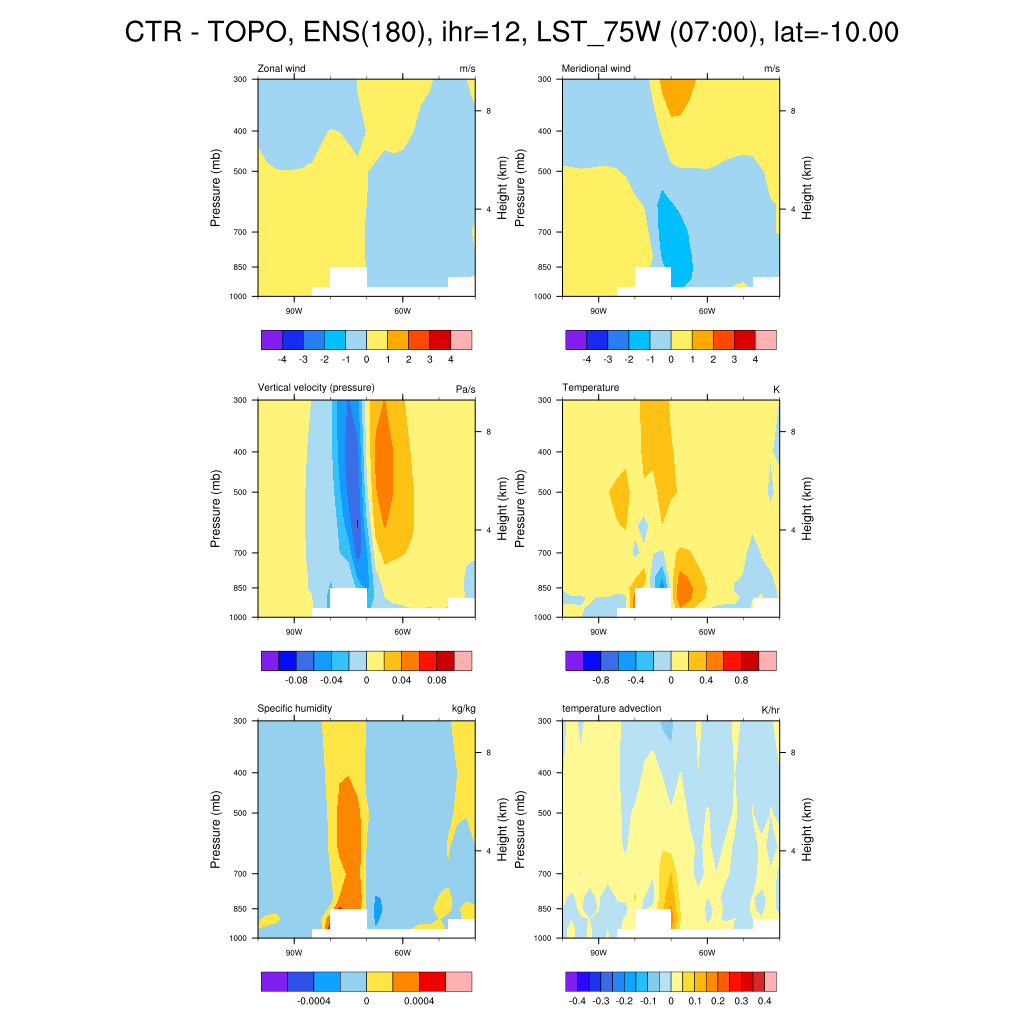 CTR - TOPO, ENS(180), ihr=12, LST_75W (07:00), lat=-10.00
Zonal wind m/s Meridional wind m/s
300 300
8 8
400 400
500 500
4 4
700 700
850 850
1000 1000
Pressure (mb) Height (km) Pressure (mb) Height (km)
90W 60W 90W 60W
-4 -3 -2 -1 0 1 2 3 4 -4 -3 -2 -1 0 1 2 3 4
Vertical velocity (pressure) Pa/s Temperature K
300 300
8 8
400 400
500 500
4 4
700 700
850 850
1000 1000
Pressure (mb) Height (km) Pressure (mb) Height (km)
90W 60W 90W 60W
-0.08 -0.04 0 0.04 0.08 -0.8 -0.4 0 0.4 0.8
Specific humidity kg/kg temperature advection K/hr
300 300
8 8
400 400
500 500
4 4
700 700
850 850
1000 1000
Pressure (mb) Height (km) Pressure (mb) Height (km)
90W 60W 90W 60W
-0.0004 0 0.0004 -0.4 -0.3 -0.2 -0.1 0 0.1 0.2 0.3 0.4